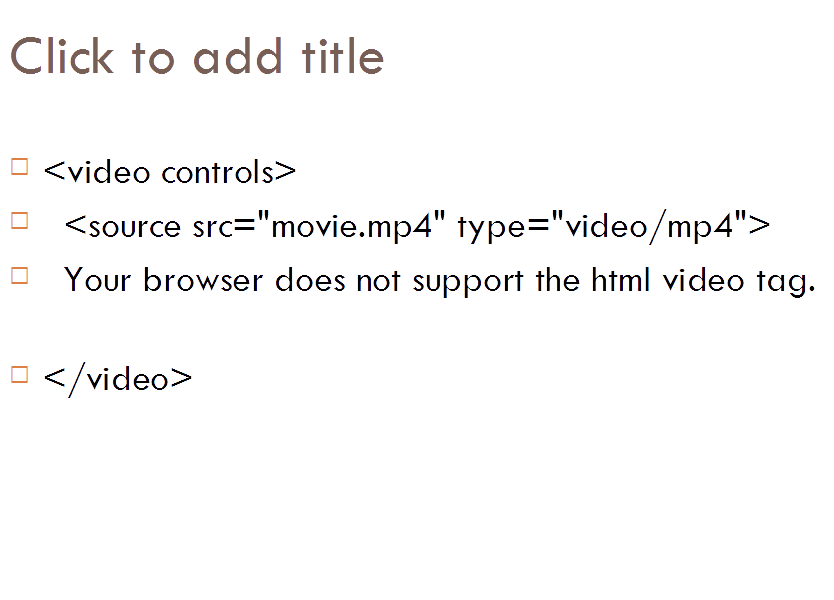 Click to add title
<video controls>
<source src="movie.mp4" type="video/mp4">
Your browser does not support the html video tag.
</video>